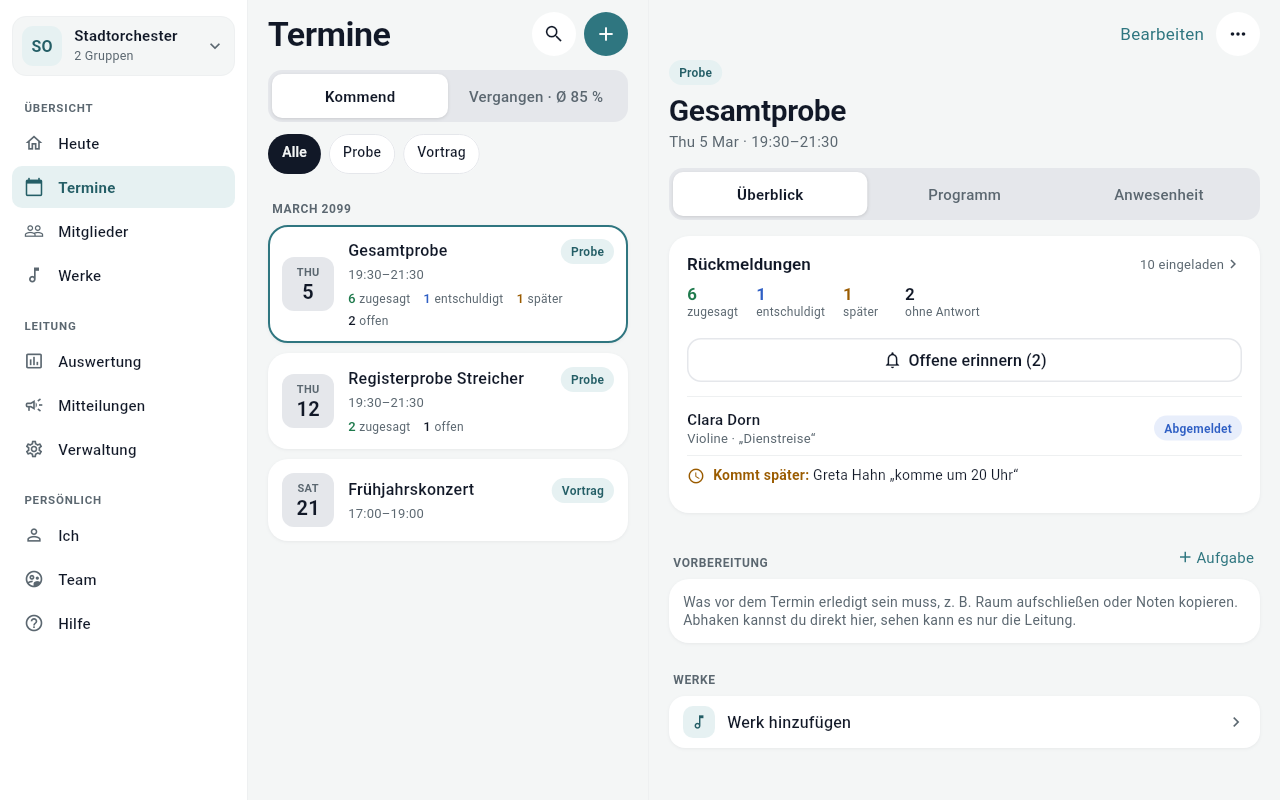 SO
Stadtorchester
2 Gruppen
ÜBERSICHT
Heute
Termine
Mitglieder
Werke
LEITUNG
Auswertung
Mitteilungen
Verwaltung
PERSÖNLICH
Ich
Team
Hilfe
Termine
Kommend
Vergangen · Ø 85 %
Alle
Probe
Vortrag
MARCH 2099
THU
5
Gesamtprobe
Probe
19:30–21:30
6 zugesagt 1 entschuldigt 1 später
2 offen
THU
12
Registerprobe Streicher
Probe
19:30–21:30
2 zugesagt 1 offen
SAT
21
Frühjahrskonzert
Vortrag
17:00–19:00
Bearbeiten
Probe
Gesamtprobe
Thu 5 Mar · 19:30–21:30
Überblick
Programm
Anwesenheit
Rückmeldungen
10 eingeladen
6 1 1 2
zugesagt entschuldigt später ohne Antwort
Offene erinnern (2)
Clara Dorn
Violine · „Dienstreise“
Abgemeldet
Kommt später: Greta Hahn „komme um 20 Uhr“
VORBEREITUNG
+ Aufgabe
Was vor dem Termin erledigt sein muss, z. B. Raum aufschließen oder Noten kopieren.
Abhaken kannst du direkt hier, sehen kann es nur die Leitung.
WERKE
Werk hinzufügen